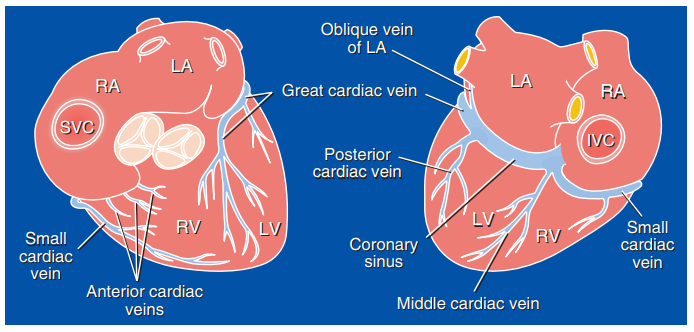 Oblique vein
of LA
LA
RA
Great cardiac vein
LA
RA
SVC
IVC
Posterior
cardiac vein
RV
LV
LV
RV
Small
cardiac
vein
Coronary
sinus
Small
cardiac
vein
Anterior cardiac
veins
Middle cardiac vein